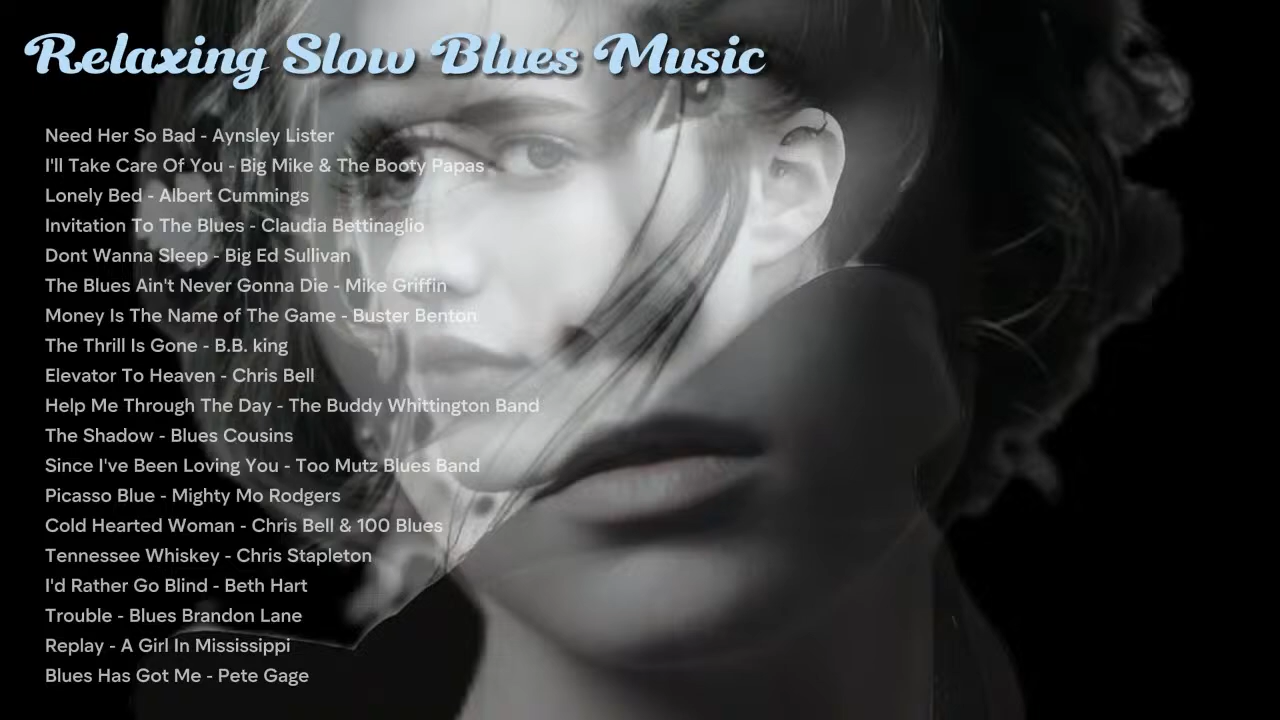 Relaxing Slow Blues Music
Need Her So Bad - Aynsley Lister
I'll Take Care Of You - Big Mike & The Booty Papas
Lonely Bed - Albert Cummings
Invitation To The Blues - Claudia Bettinaglio
Dont Wanna Sleep - Big Ed Sullivan
The Blues Ain't Never Gonna Die - Mike Griffin
Money Is The Name of The Game - Buster Benton
The Thrill Is Gone - B.B. king
Elevator To Heaven - Chris Bell
Help Me Through The Day - The Buddy Whittington Band
The Shadow - Blues Cousins
Since I've Been Loving You - Too Mutz Blues Band
Picasso Blue - Mighty Mo Rodgers
Cold Hearted Woman - Chris Bell & 100 Blues
Tennessee Whiskey - Chris Stapleton
I'd Rather Go Blind - Beth Hart
Trouble - Blues Brandon Lane
Replay - A Girl In Mississippi
Blues Has Got Me - Pete Gage